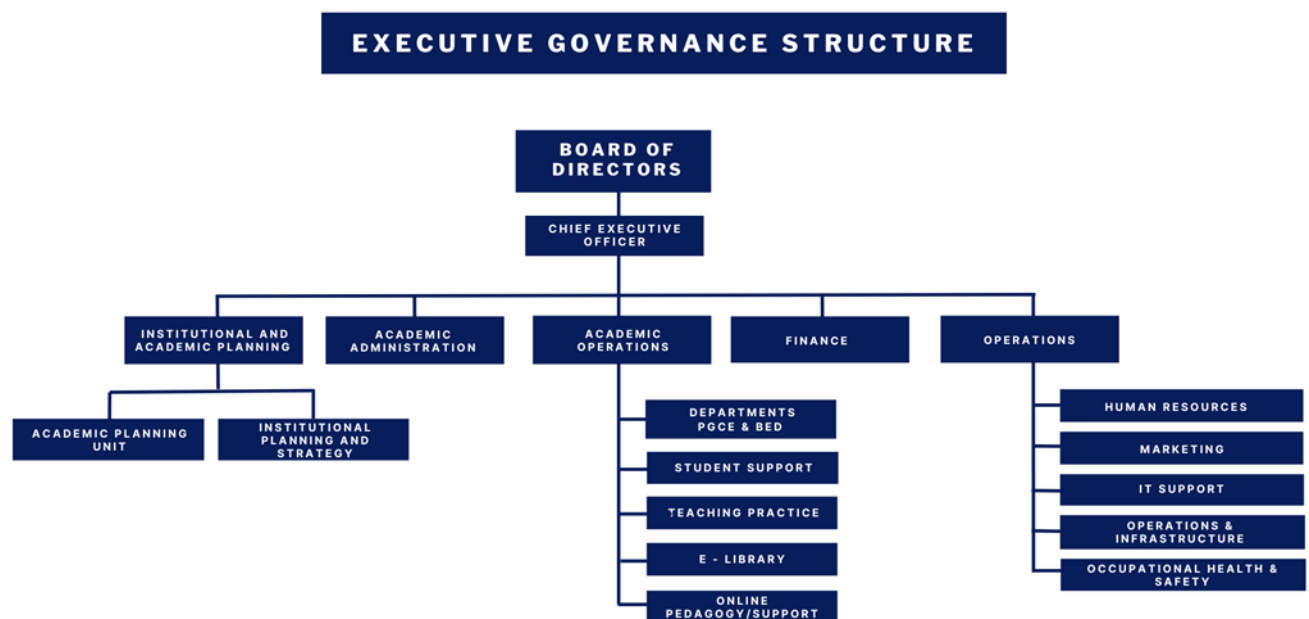 EXECUTIVE GOVERNANCE STRUCTURE
BOARD OF
DIRECTORS
CHIEF EXECUTIVE
OFFICER
INSTITUTIONAL AND
ACADEMIC PLANNING
ACADEMIC
ADMINISTRATION
ACADEMIC
OPERATIONS
FINANCE
OPERATIONS
ACADEMIC PLANNING
UNIT
INSTITUTIONAL
PLANNING AND
STRATEGY
DEPARTMENTS
PGCE & BED
STUDENT SUPPORT
TEACHING PRACTICE
E - LIBRARY
ONLINE
PEDAGOGY/SUPPORT
HUMAN RESOURCES
MARKETING
IT SUPPORT
OPERATIONS &
INFRASTRUCTURE
OCCUPATIONAL HEALTH &
SAFETY